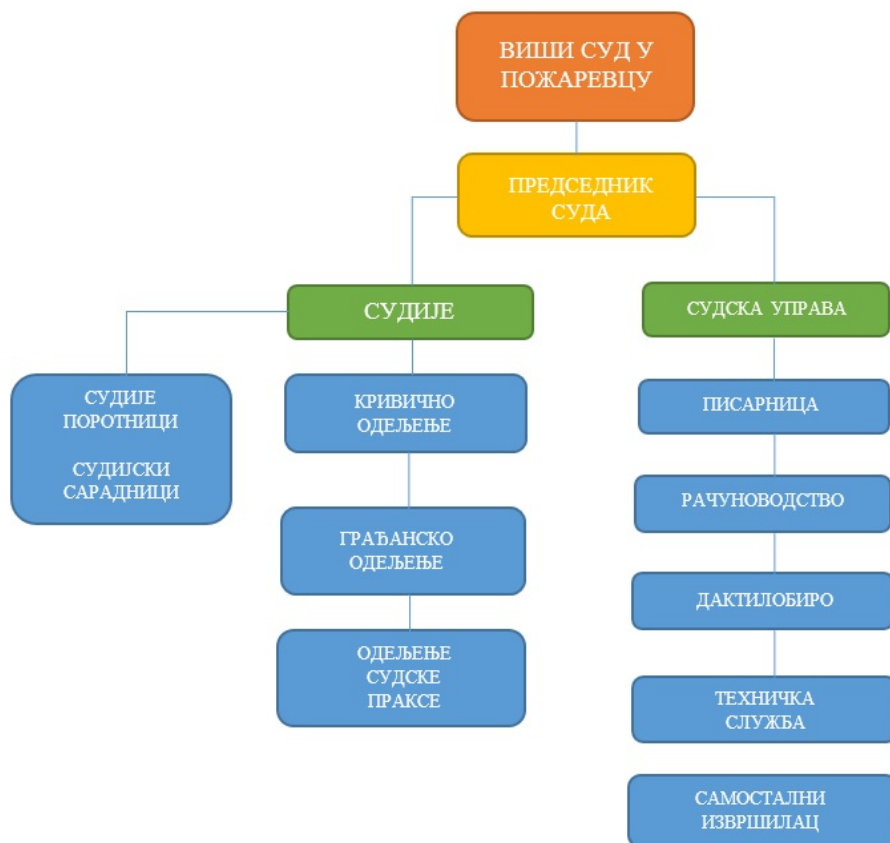 ВИШИ СУД У
ПОЖАРЕВЦУ
ПРЕДСЕДНИК
СУДА
СУДИЈЕ
СУДСКА УПРАВА
СУДИЈЕ
ПОРОТНИЦИ
СУДИЈСКИ
САРАДНИЦИ
КРИВИЧНО
ОДЕЉЕЊЕ
ГРАЂАНСКО
ОДЕЉЕЊЕ
ОДЕЉЕЊЕ
СУДСКЕ
ПРАКСЕ
ПИСАРНИЦА
РАЧУНОВОДСТВО
ДАКТИЛОБИРО
ТЕХНИЧКА
СЛУЖБА
САМОСТАЛНИ
ИЗВРШИЛАЦ